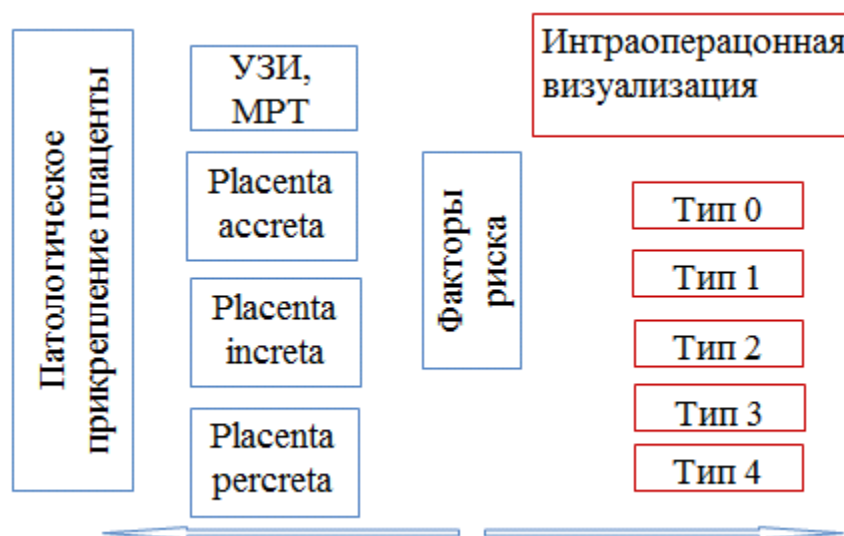 Патологическое
прикрепление плаценты
УЗИ,
МРТ
Placenta
accreta
Placenta
increta
Placenta
percreta
Факторы
риска
Интраоперацонная
визуализация
Тип 0
Тип 1
Тип 2
Тип 3
Тип 4